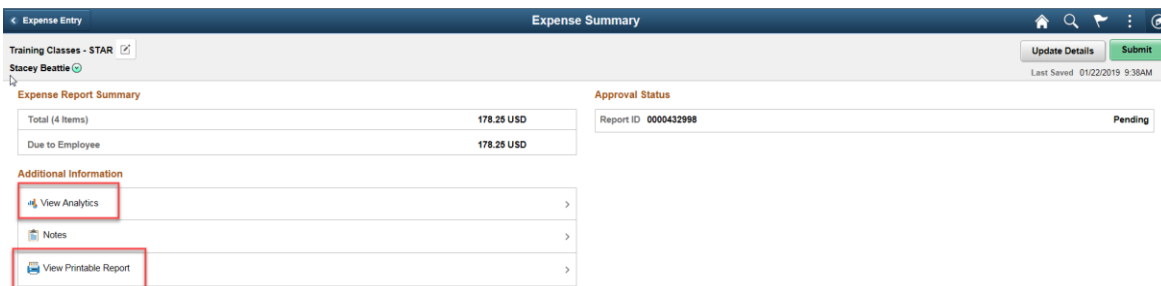 Expense Entry
Expense Summary
Training Classes - STAR
Update Details
Submit
Stacey Beattie
Last Saved 01/22/2019 9:38AM
Expense Report Summary
Approval Status
Total (4 Items) 178.25 USD
Report ID 0000432998 Pending
Due to Employee 178.25 USD
Additional Information
View Analytics
Notes
View Printable Report